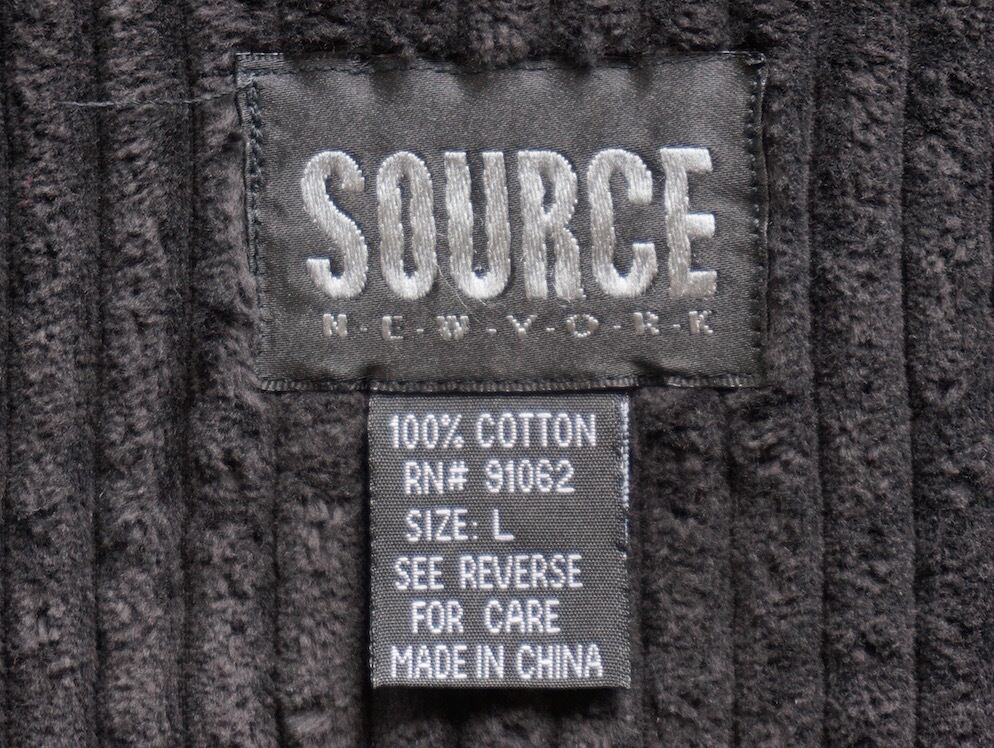 SOURCE
N·E·W·Y·O·R·K
100% COTTON
RN# 91062
SIZE: L
SEE REVERSE
FOR CARE
MADE IN CHINA